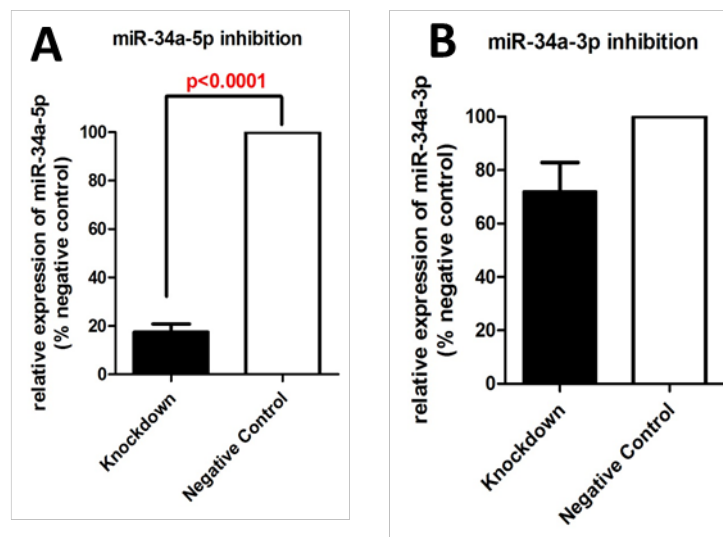 A
miR-34a-5p inhibition
p<0.0001
relative expression of miR-34a-5p
(% negative control)
100
80
60
40
20
0
Knockdown
Negative Control
B
miR-34a-3p inhibition
relative expression of miR-34a-3p
(% negative control)
100
80
60
40
20
0
Knockdown
Negative Control